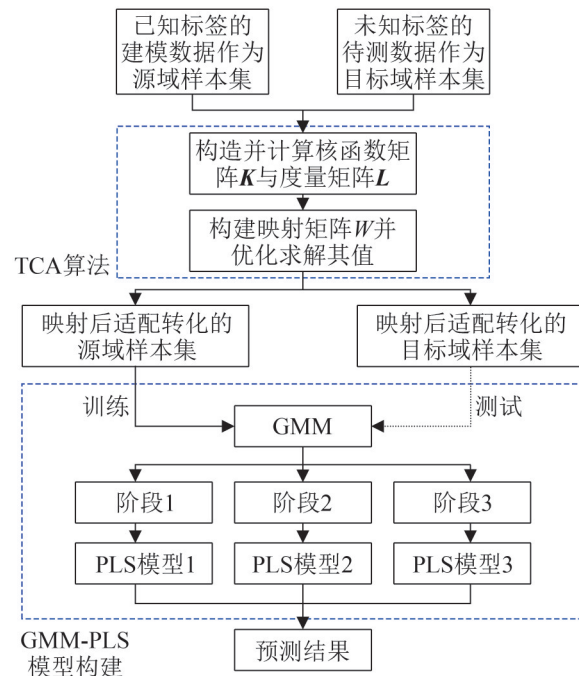 已知标签的
建模数据作为
源域样本集
未知标签的
待测数据作为
目标域样本集
构造并计算核函数矩
阵K与度量矩阵L
构建映射矩阵W并
优化求解其值
TCA算法
映射后适配转化的
源域样本集
映射后适配转化的
目标域样本集
训练
测试
GMM
阶段1
阶段2
阶段3
PLS模型1
PLS模型2
PLS模型3
GMM-PLS
模型构建
预测结果